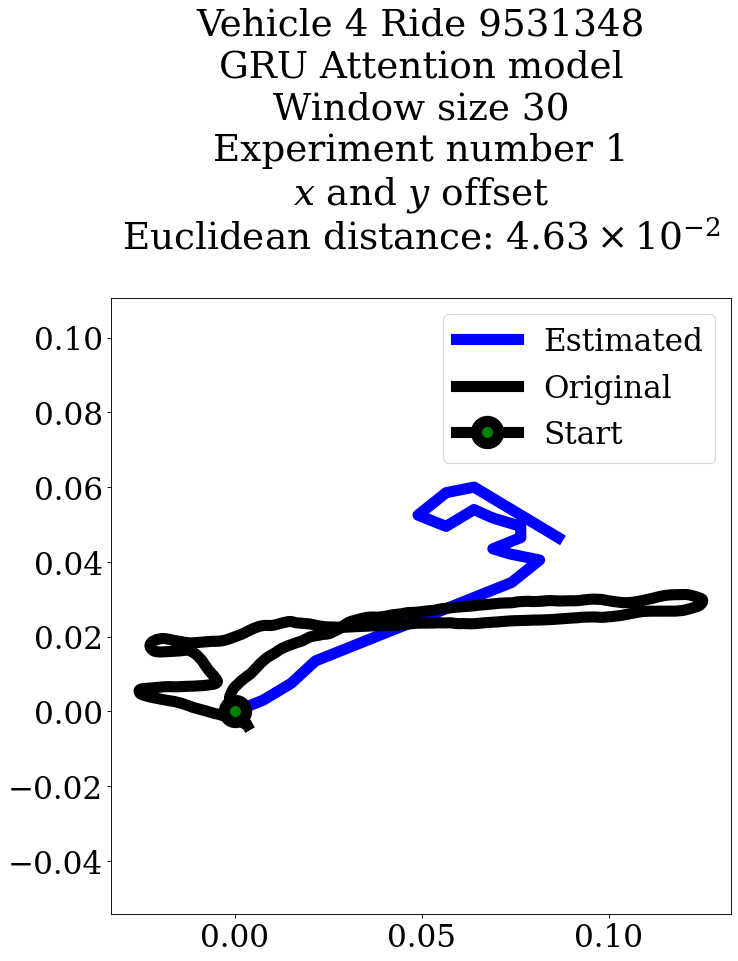 Vehicle 4 Ride 9531348
GRU Attention model
Window size 30
Experiment number 1
x and y offset
Euclidean distance: 4.63 × 10⁻²
Estimated
Original
Start
0.10
0.08
0.06
0.04
0.02
0.00
−0.02
−0.04
0.00 0.05 0.10